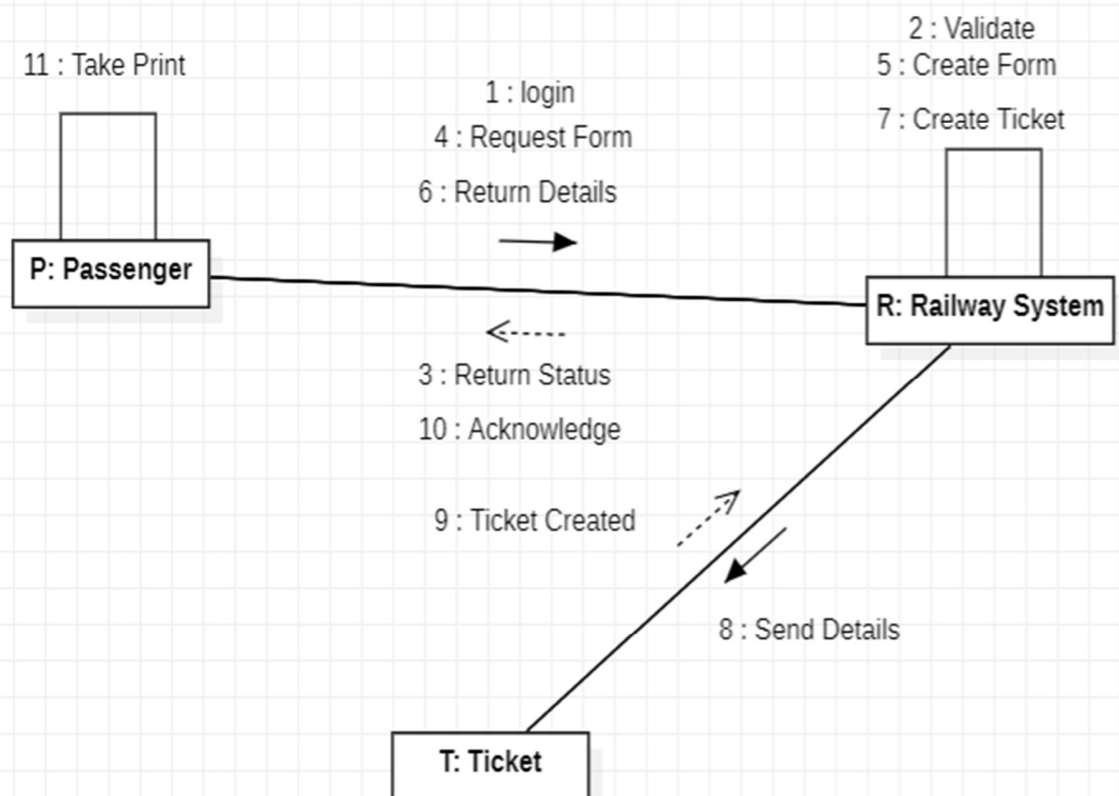 2 : Validate
11 : Take Print
5 : Create Form
1 : login
7 : Create Ticket
4 : Request Form
6 : Return Details
P: Passenger
R: Railway System
3 : Return Status
10 : Acknowledge
9 : Ticket Created
8 : Send Details
T: Ticket